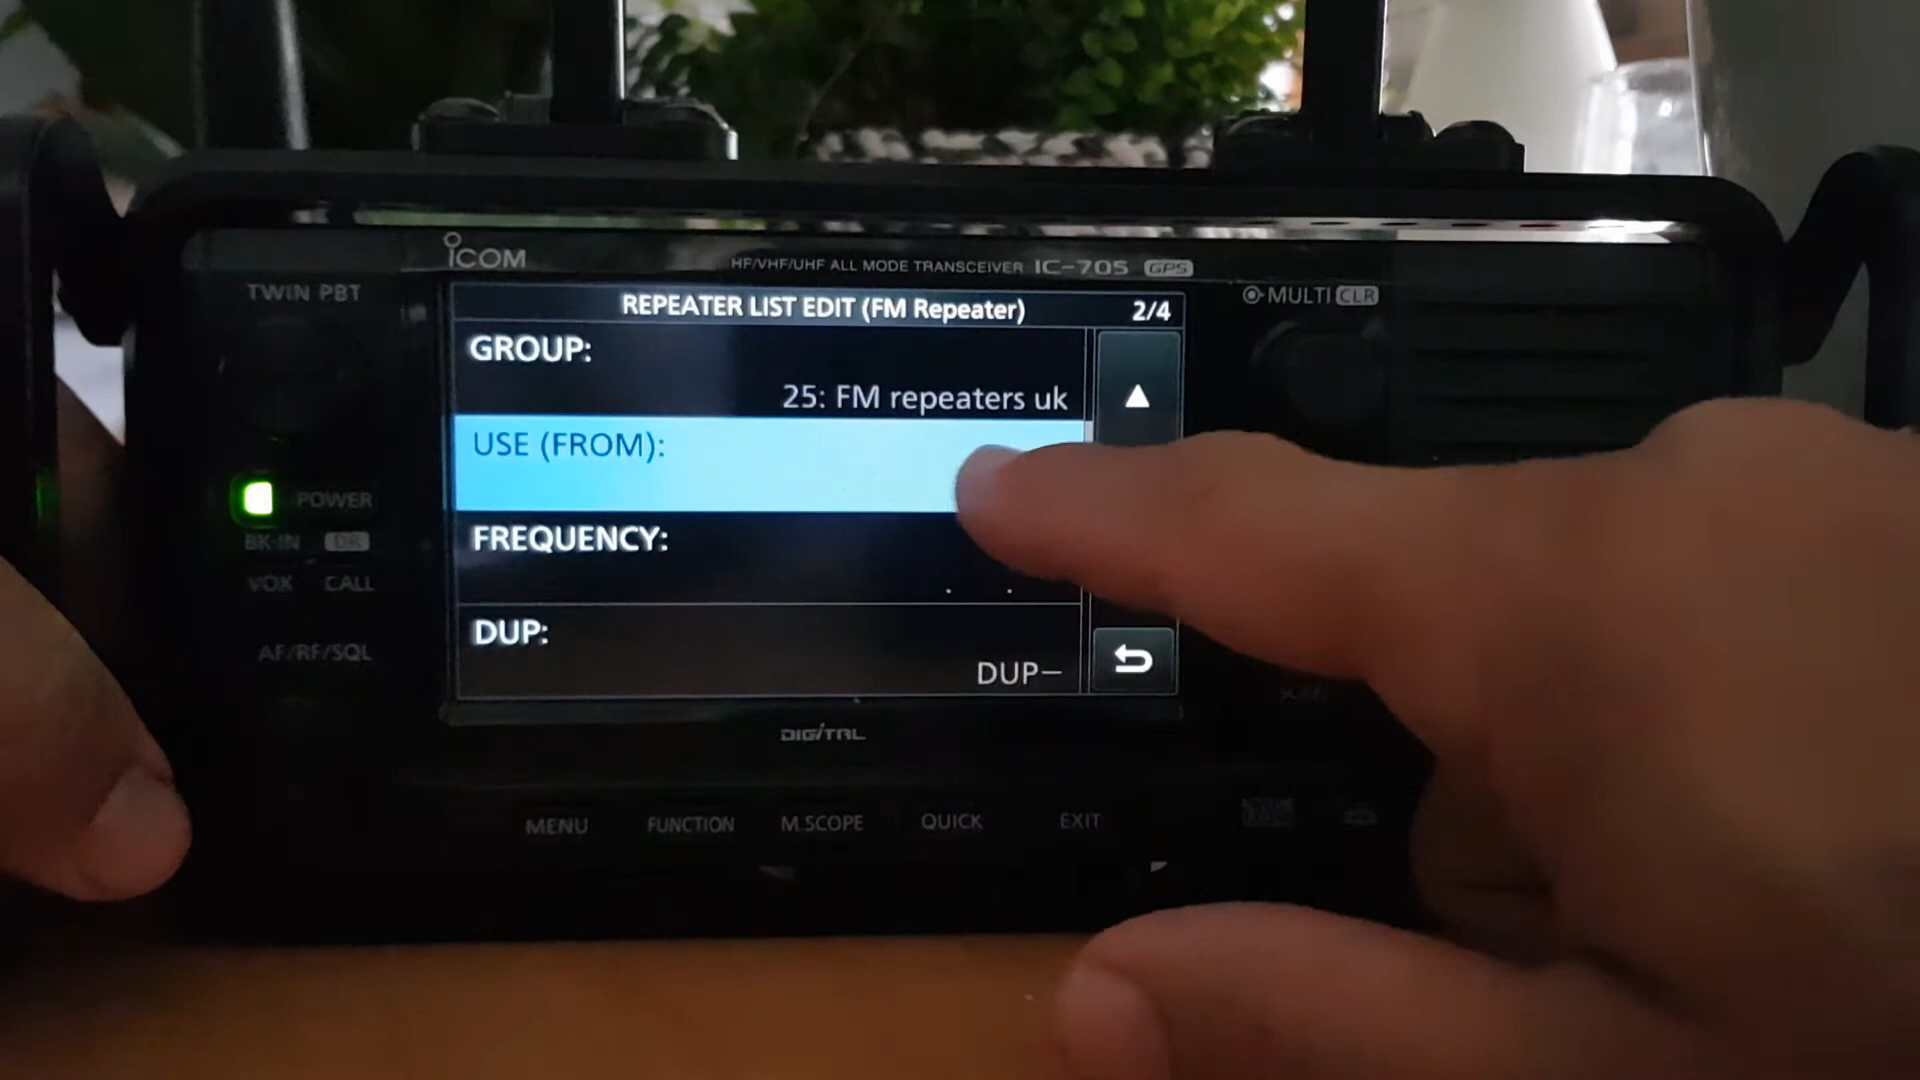 ICOM
HF/VHF/UHF ALL MODE TRANSCEIVER IC-705 GPS
TWIN PBT
MULTI CLR
REPEATER LIST EDIT (FM Repeater) 2/4
GROUP:
25: FM repeaters uk
USE (FROM):
FREQUENCY:
. .
DUP:
DUP−
POWER
BK-IN DR
VOX CALL
AF/RF/SQL
DIGITAL
MENU FUNCTION M.SCOPE QUICK EXIT